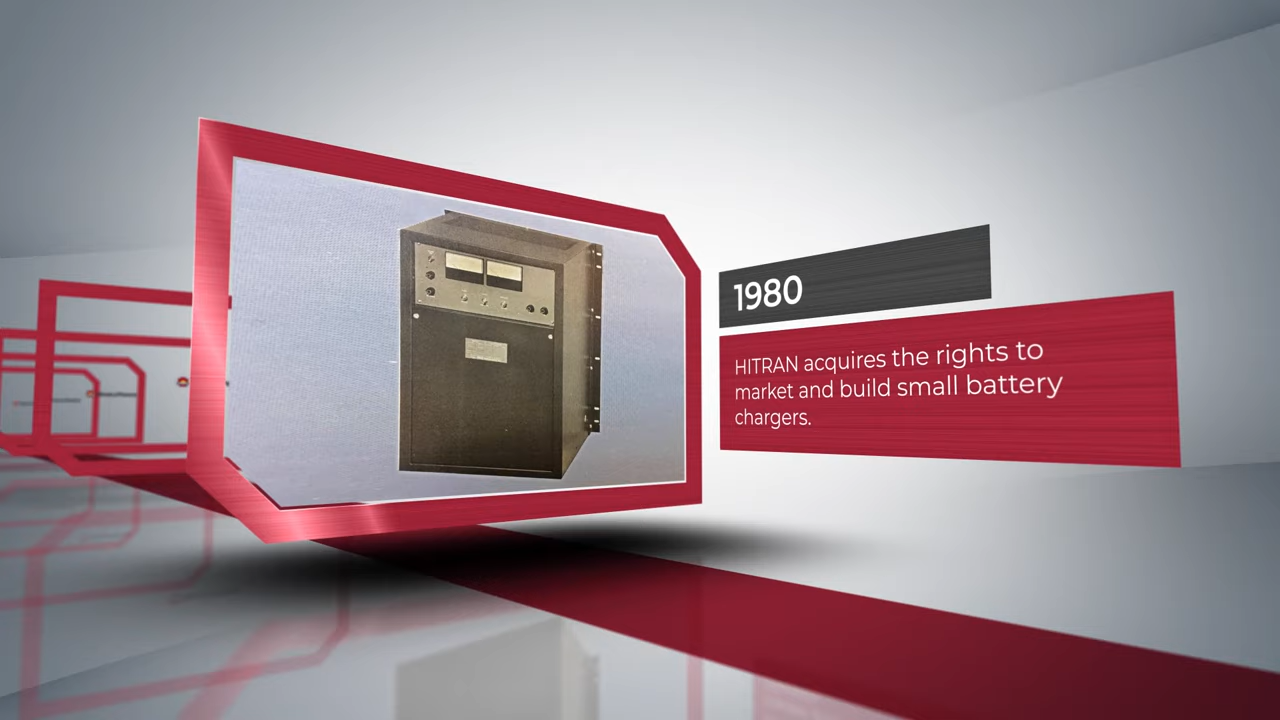 1980
HITRAN acquires the rights to
market and build small battery
chargers.